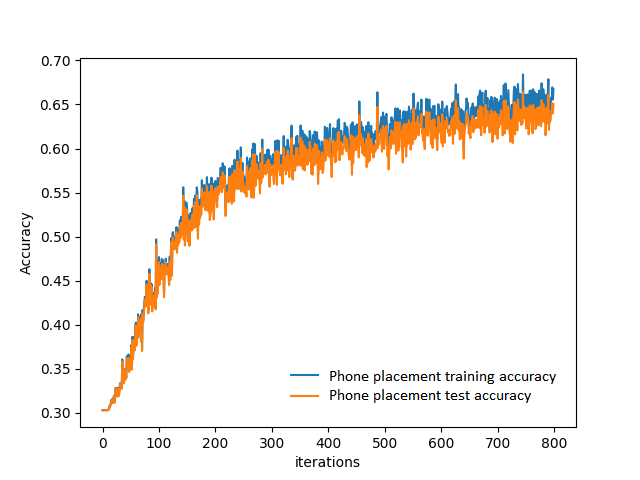 0.70
0.65
0.60
0.55
0.50
0.45
0.40
0.35
0.30
Accuracy
Phone placement training accuracy
Phone placement test accuracy
0 100 200 300 400 500 600 700 800
iterations